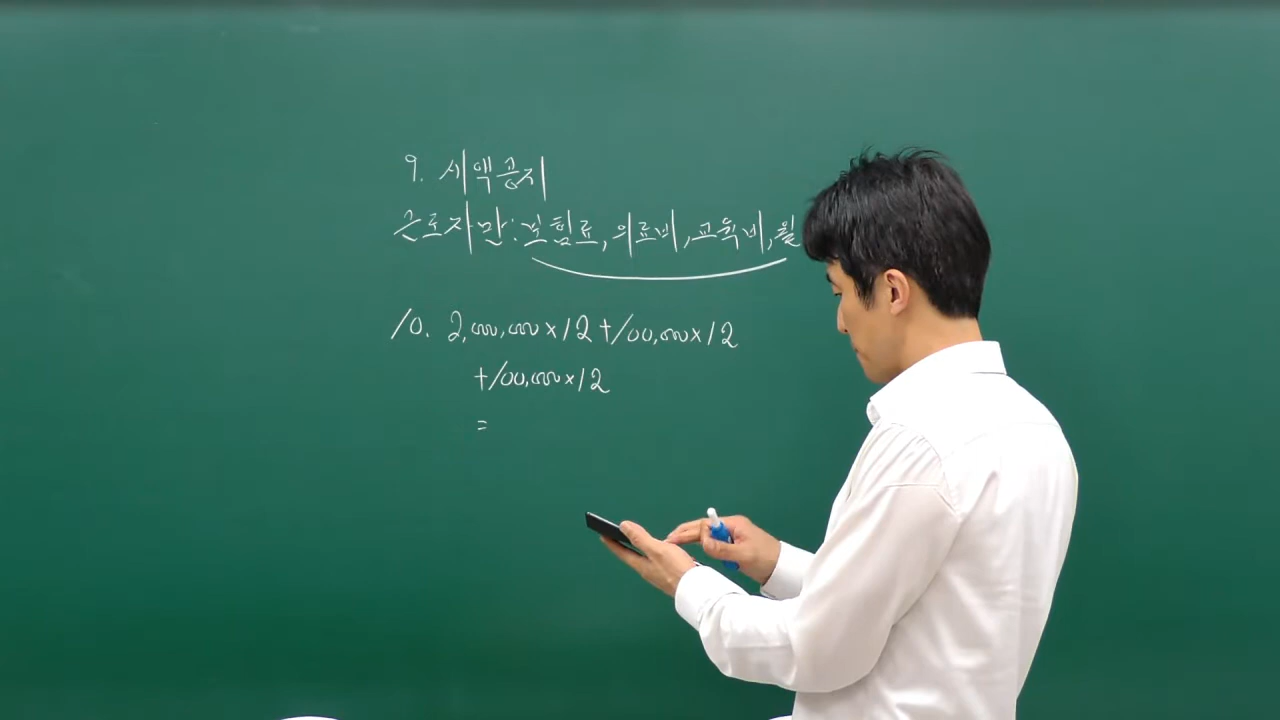 9. 세액공제
근로자만: 보험료, 의료비, 교육비, 월
10. 2,000,000×12+100,000×12
+100,000×12
=